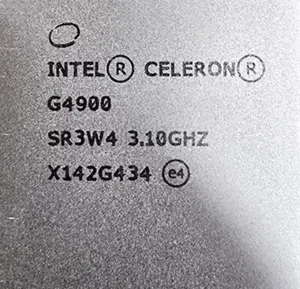 INTEL® CELERON®
G4900
SR3W4 3.10GHZ
X142G434 e4